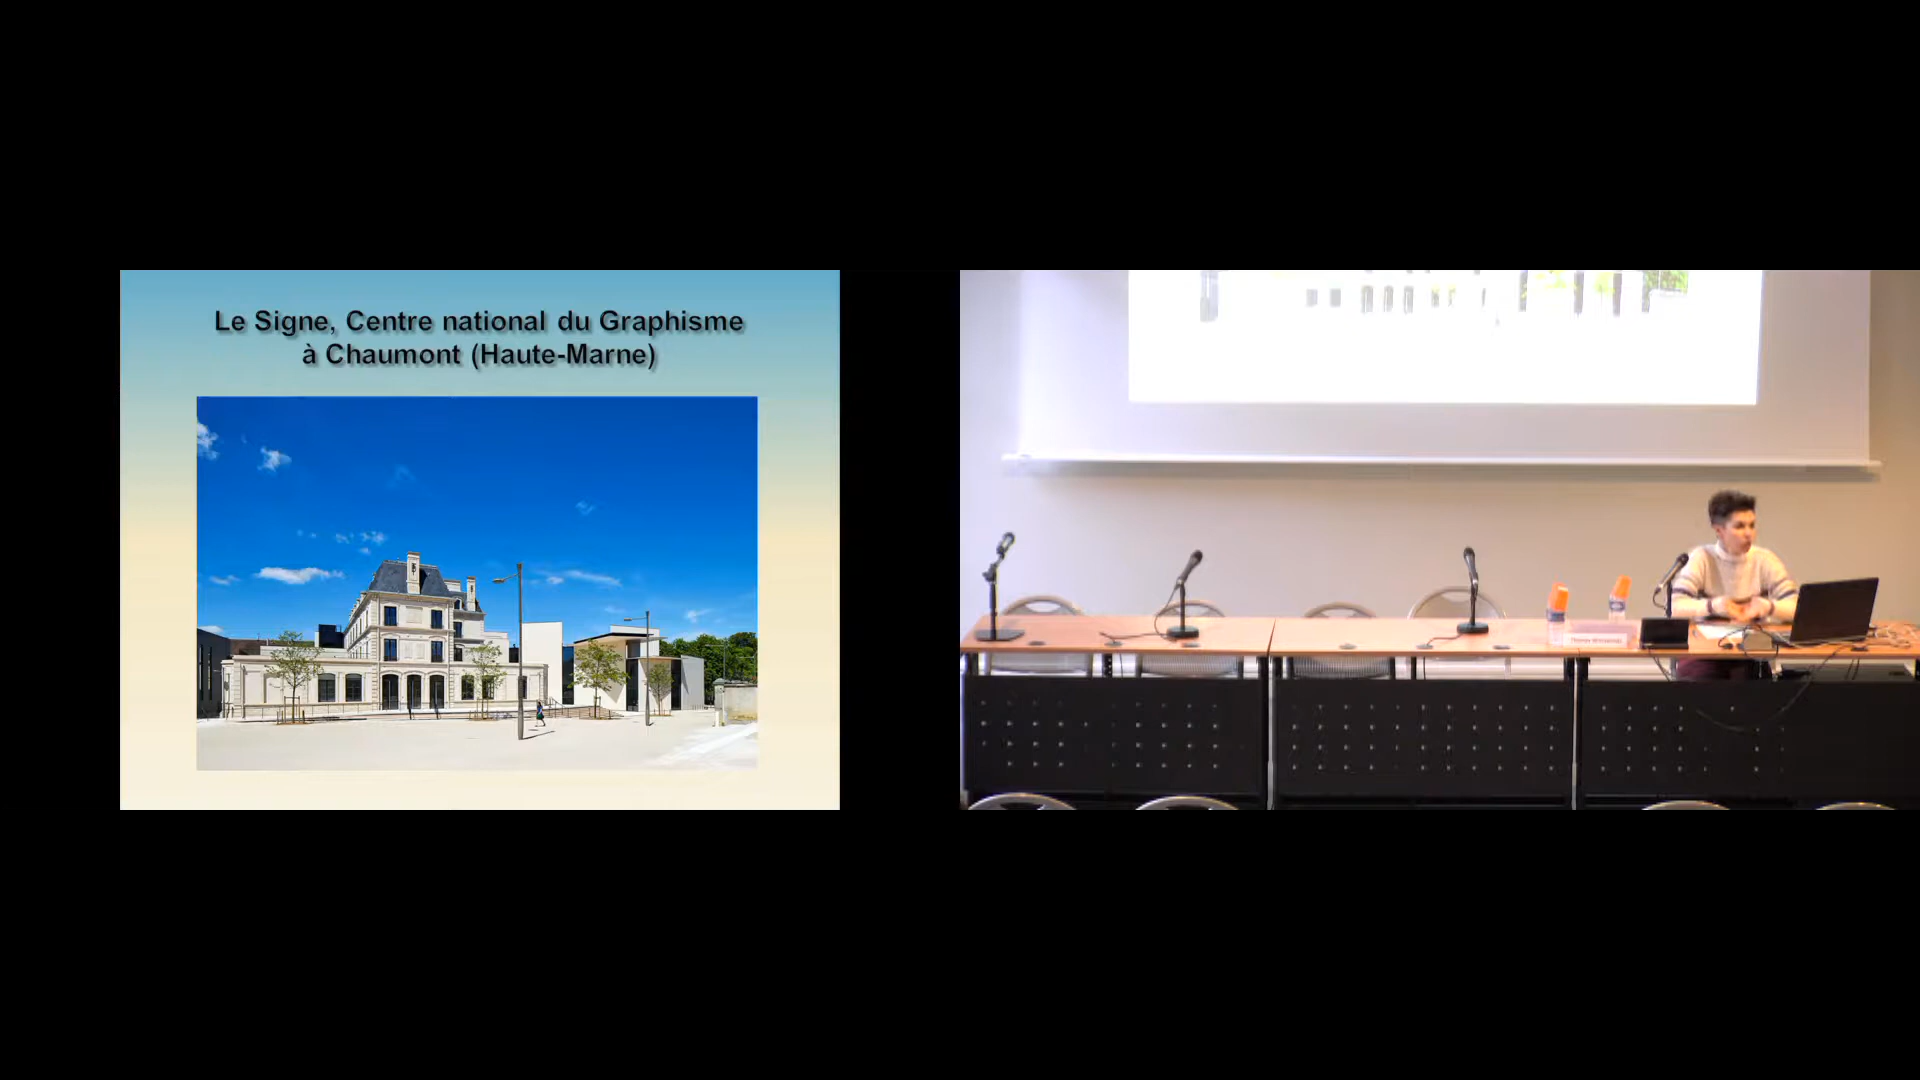 Le Signe, Centre national du Graphisme
à Chaumont (Haute-Marne)